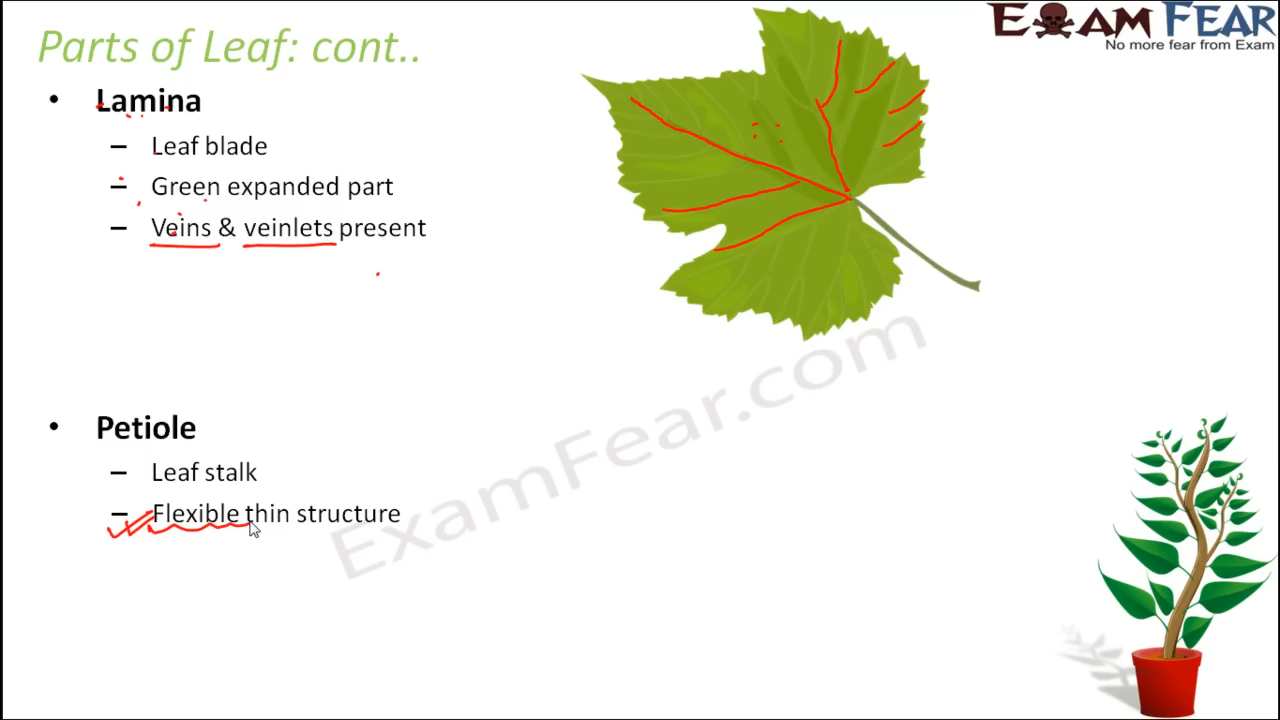 Parts of Leaf: cont..
EXAM FEAR
No more fear from Exam
• Lamina
– Leaf blade
– Green expanded part
– Veins & veinlets present
• Petiole
– Leaf stalk
– Flexible thin structure
ExamFear.com